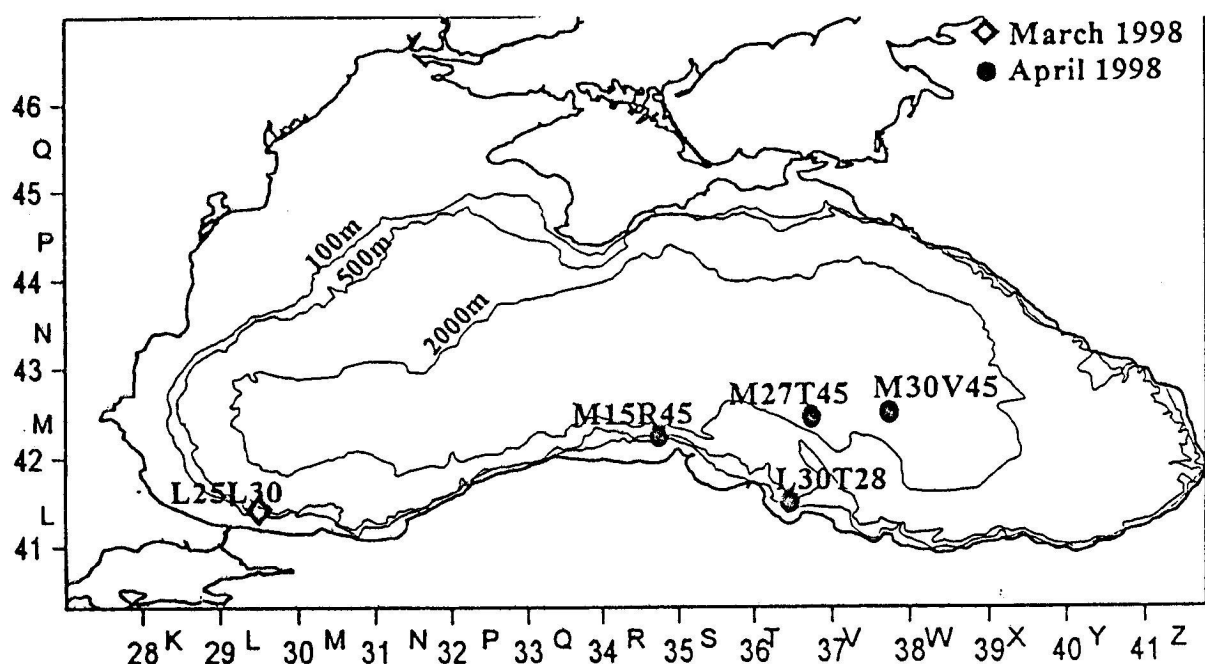 March 1998
April 1998
46
Q
45
P
44
N
43
M
42
L
41
100m
500m
2000m
M27T45
M30V45
M15R45
L30T28
L25L30
28 K 29 L 30 M 31 N 32 P 33 Q 34 R 35 S 36 T 37 V 38 W 39 X 40 Y 41 Z